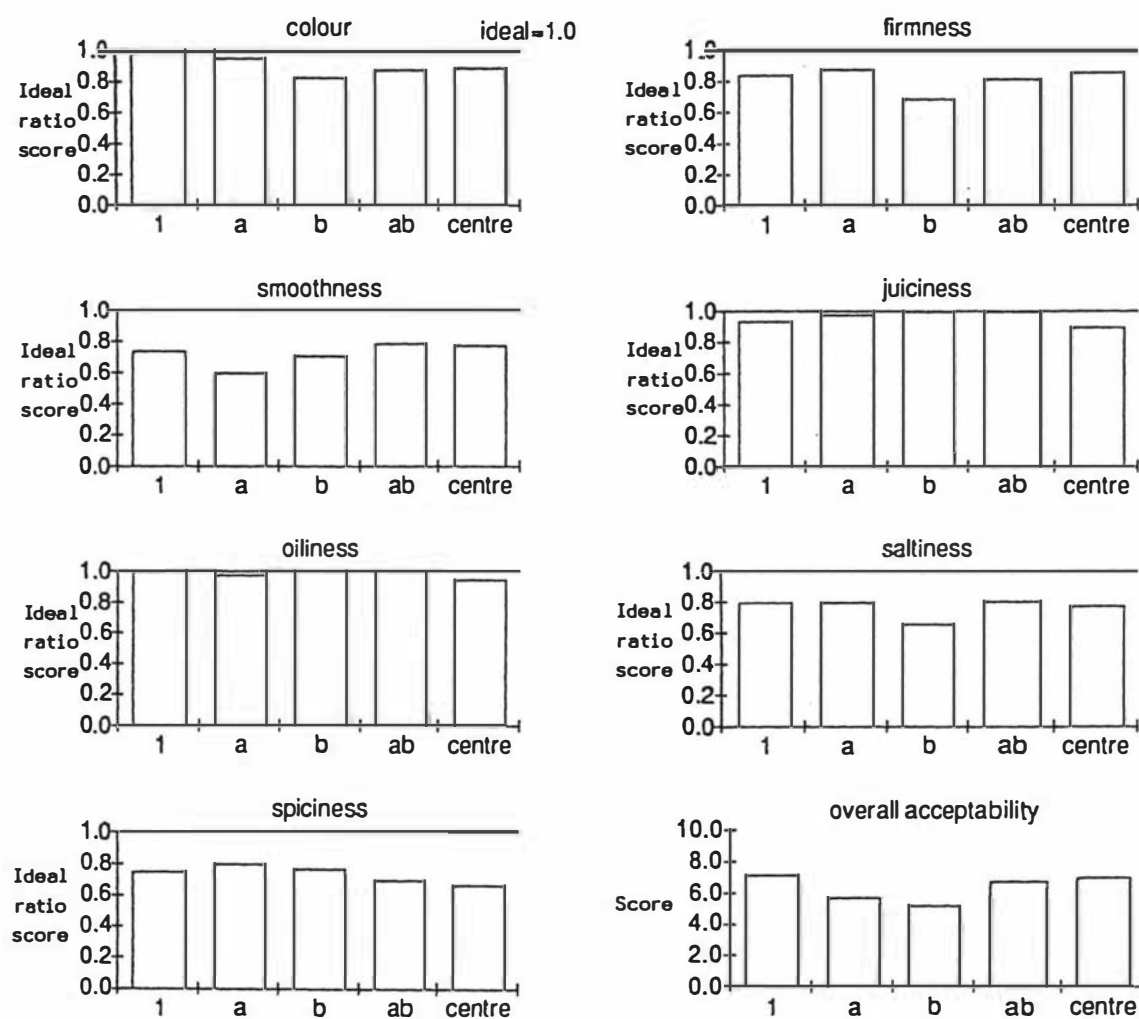 colour
ideal=1.0
Ideal
ratio
score
1.0
0.8
0.6
0.4
0.2
0.0
1 a b ab centre
firmness
Ideal
ratio
score
1.0
0.8
0.6
0.4
0.2
0.0
1 a b ab centre
smoothness
Ideal
ratio
score
1.0
0.8
0.6
0.4
0.2
0.0
1 a b ab centre
juiciness
Ideal
ratio
score
1.0
0.8
0.6
0.4
0.2
0.0
1 a b ab centre
oiliness
Ideal
ratio
score
1.0
0.8
0.6
0.4
0.2
0.0
1 a b ab centre
saltiness
Ideal
ratio
score
1.0
0.8
0.6
0.4
0.2
0.0
1 a b ab centre
spiciness
Ideal
ratio
score
1.0
0.8
0.6
0.4
0.2
0.0
1 a b ab centre
overall acceptability
Score
10.0
8.0
6.0
4.0
2.0
0.0
1 a b ab centre